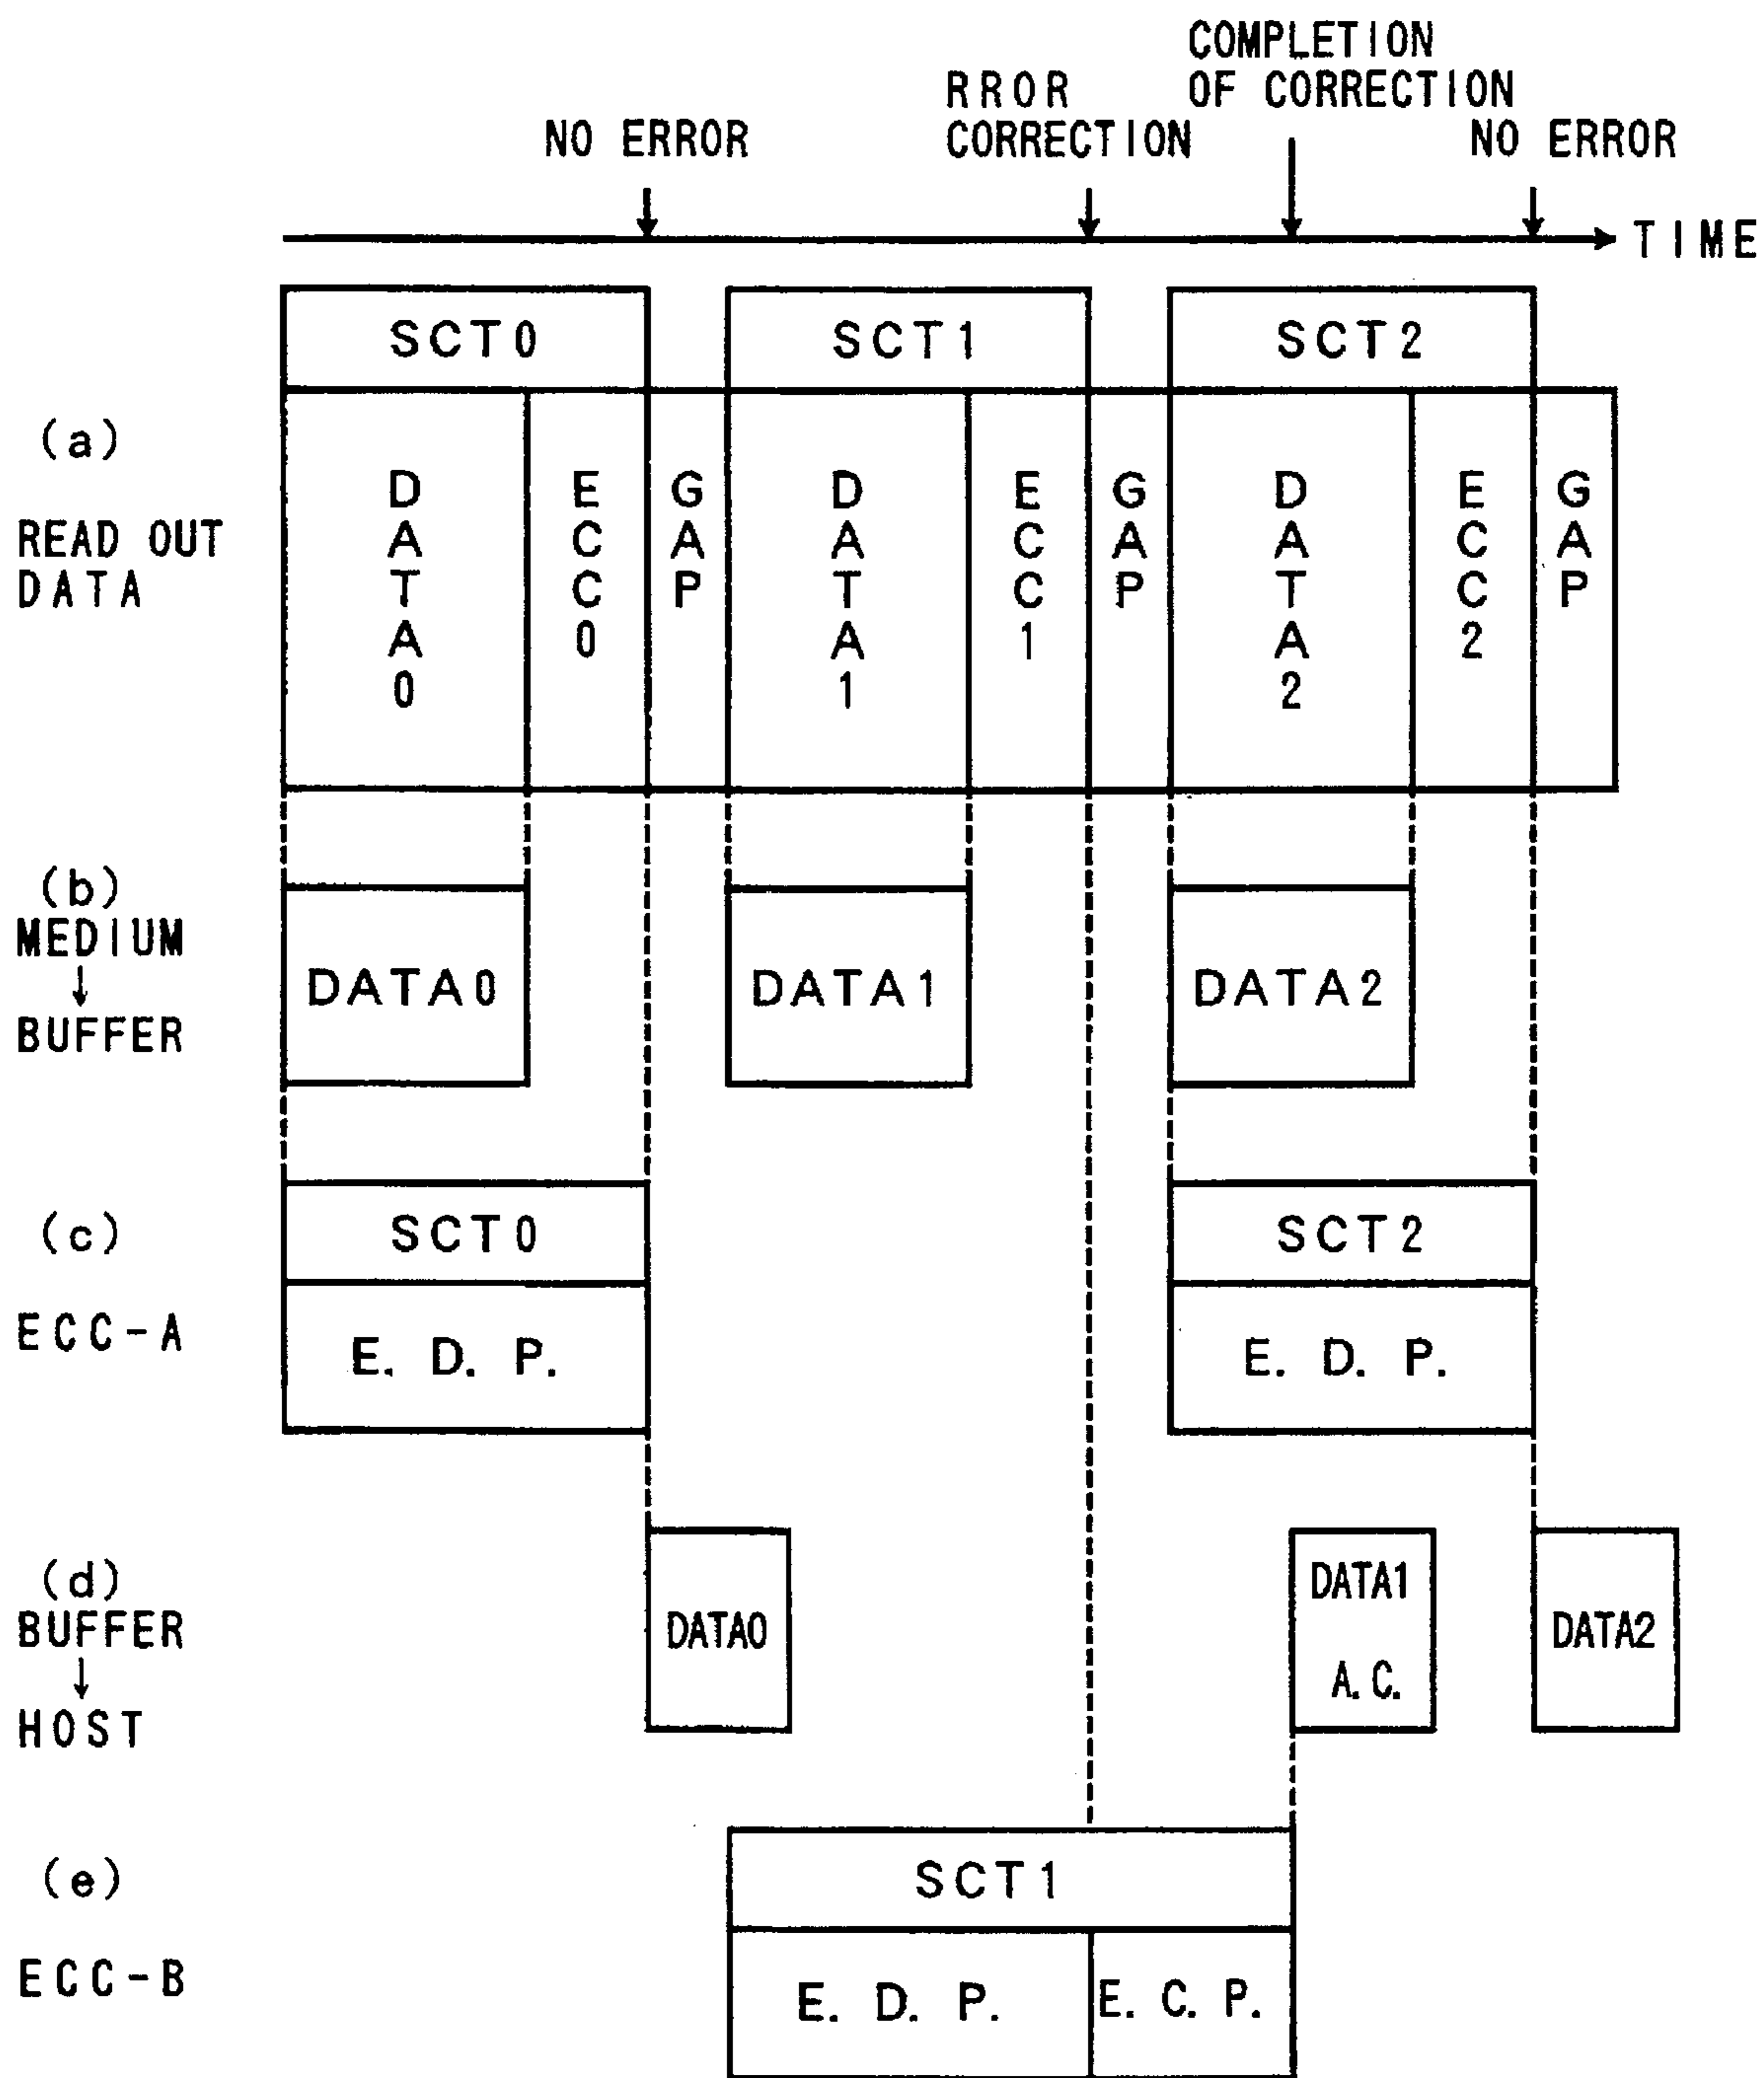 COMPLETION
OF CORRECTION
RROR
CORRECTION
NO ERROR
NO ERROR
TIME
SCT0
SCT1
SCT2
(a)
READ OUT
DATA
DATA0
ECC0
GAP
DATA1
ECC1
GAP
DATA2
ECC2
GAP
(b)
MEDIUM
↓
BUFFER
DATA0
DATA1
DATA2
(c)
ECC-A
SCT0
E. D. P.
SCT2
E. D. P.
(d)
BUFFER
↓
HOST
DATA0
DATA1
A.C.
DATA2
(e)
ECC-B
SCT1
E. D. P.
E. C. P.